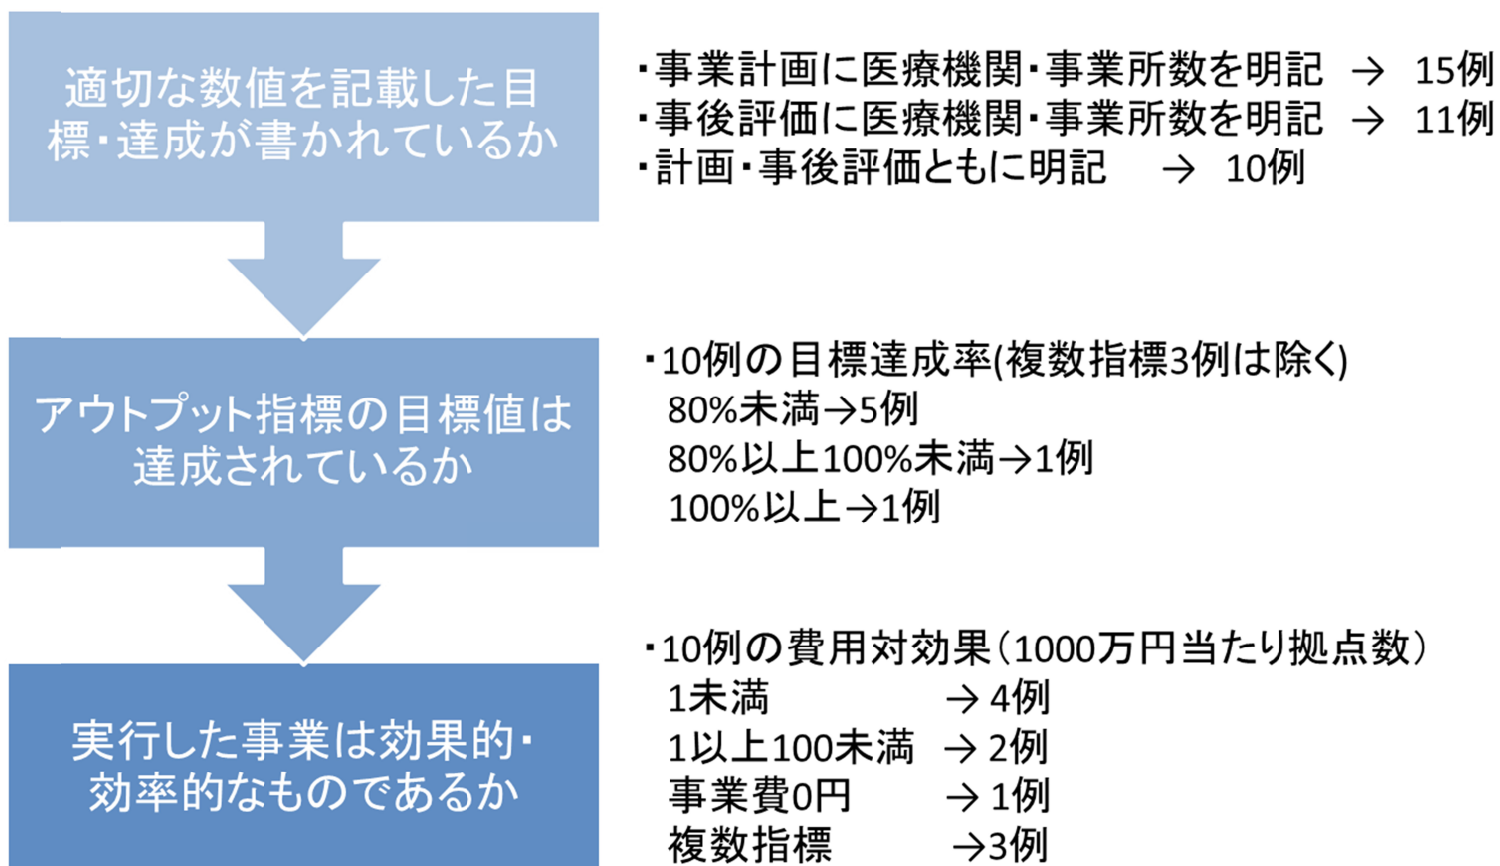 適切な数値を記載した目
標・達成が書かれているか
・事業計画に医療機関・事業所数を明記 → 15例
・事後評価に医療機関・事業所数を明記 → 11例
・計画・事後評価ともに明記 → 10例
アウトプット指標の目標値は
達成されているか
・10例の目標達成率(複数指標3例は除く)
80%未満→5例
80%以上100%未満→1例
100%以上→1例
実行した事業は効果的・
効率的なものであるか
・10例の費用対効果（1000万円当たり拠点数）
1未満 → 4例
1以上100未満 → 2例
事業費0円 → 1例
複数指標 →3例